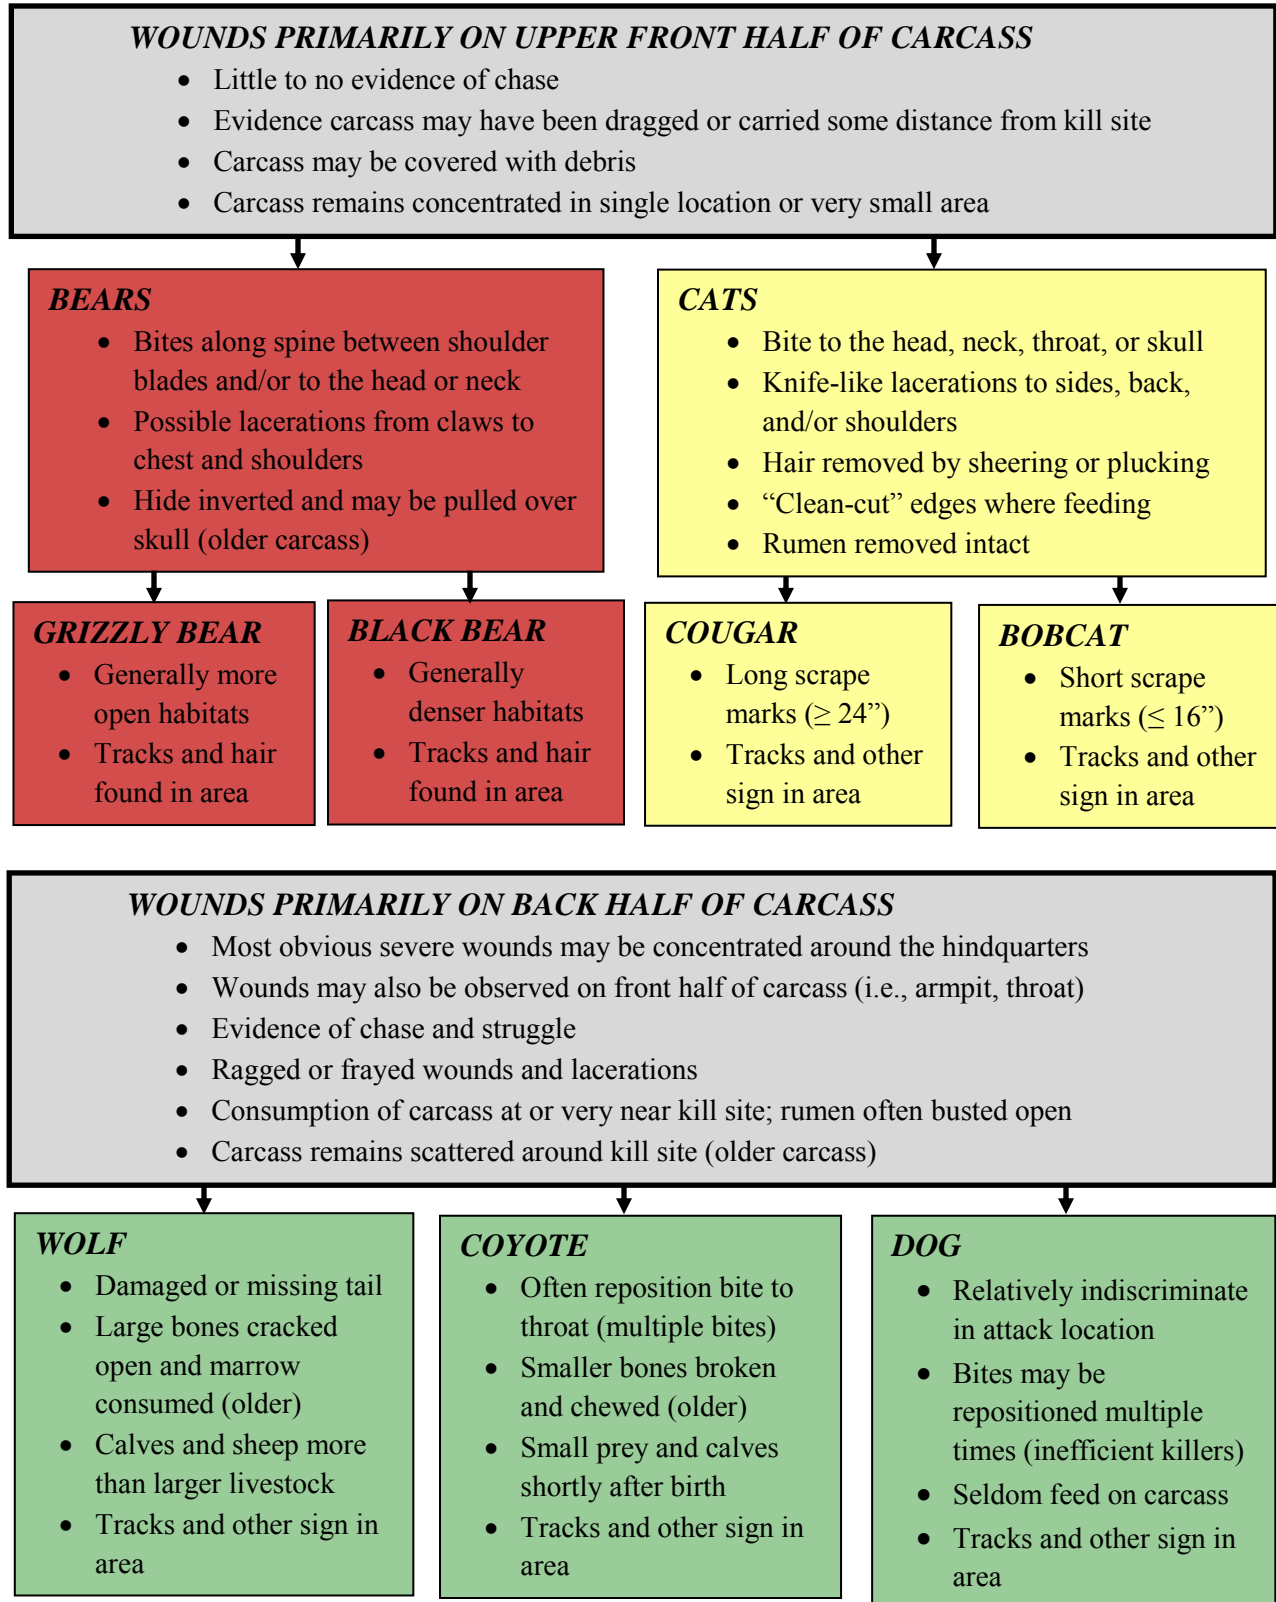 WOUNDS PRIMARILY ON UPPER FRONT HALF OF CARCASS
• Little to no evidence of chase
• Evidence carcass may have been dragged or carried some distance from kill site
• Carcass may be covered with debris
• Carcass remains concentrated in single location or very small area
BEARS
• Bites along spine between shoulder
blades and/or to the head or neck
• Possible lacerations from claws to
chest and shoulders
• Hide inverted and may be pulled over
skull (older carcass)
CATS
• Bite to the head, neck, throat, or skull
• Knife-like lacerations to sides, back,
and/or shoulders
• Hair removed by sheering or plucking
• “Clean-cut” edges where feeding
• Rumen removed intact
GRIZZLY BEAR
• Generally more
open habitats
• Tracks and hair
found in area
BLACK BEAR
• Generally
denser habitats
• Tracks and hair
found in area
COUGAR
• Long scrape
marks (≥ 24”)
• Tracks and other
sign in area
BOBCAT
• Short scrape
marks (≤ 16”)
• Tracks and other
sign in area
WOUNDS PRIMARILY ON BACK HALF OF CARCASS
• Most obvious severe wounds may be concentrated around the hindquarters
• Wounds may also be observed on front half of carcass (i.e., armpit, throat)
• Evidence of chase and struggle
• Ragged or frayed wounds and lacerations
• Consumption of carcass at or very near kill site; rumen often busted open
• Carcass remains scattered around kill site (older carcass)
WOLF
• Damaged or missing tail
• Large bones cracked
open and marrow
consumed (older)
• Calves and sheep more
than larger livestock
• Tracks and other sign in
area
COYOTE
• Often reposition bite to
throat (multiple bites)
• Smaller bones broken
and chewed (older)
• Small prey and calves
shortly after birth
• Tracks and other sign in
area
DOG
• Relatively indiscriminate
in attack location
• Bites may be
repositioned multiple
times (inefficient killers)
• Seldom feed on carcass
• Tracks and other sign in
area